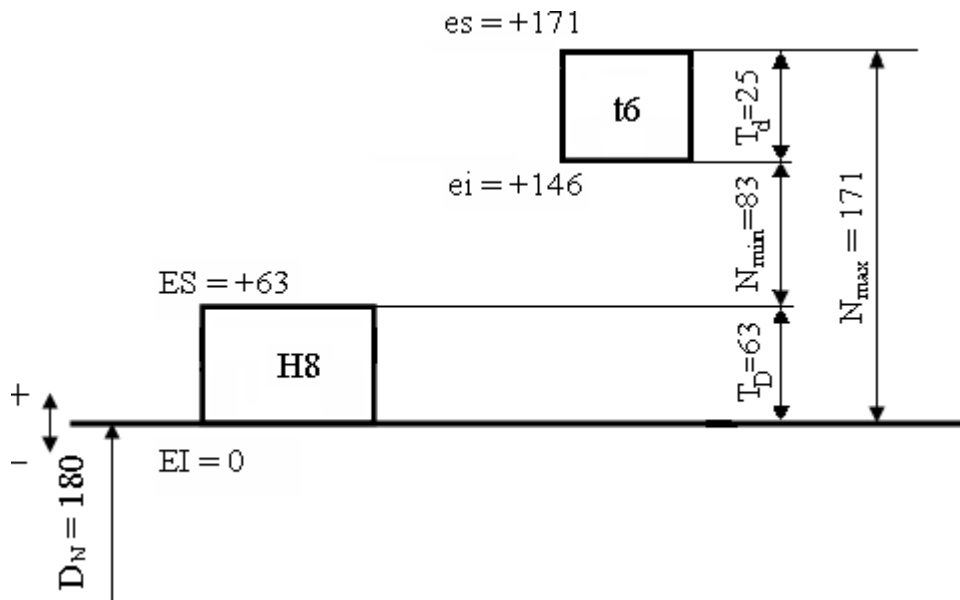 es = +171
t6
T_d=25
ei = +146
N_min=83
N_max = 171
ES = +63
H8
T_D=63
+
–
EI = 0
D_N = 180